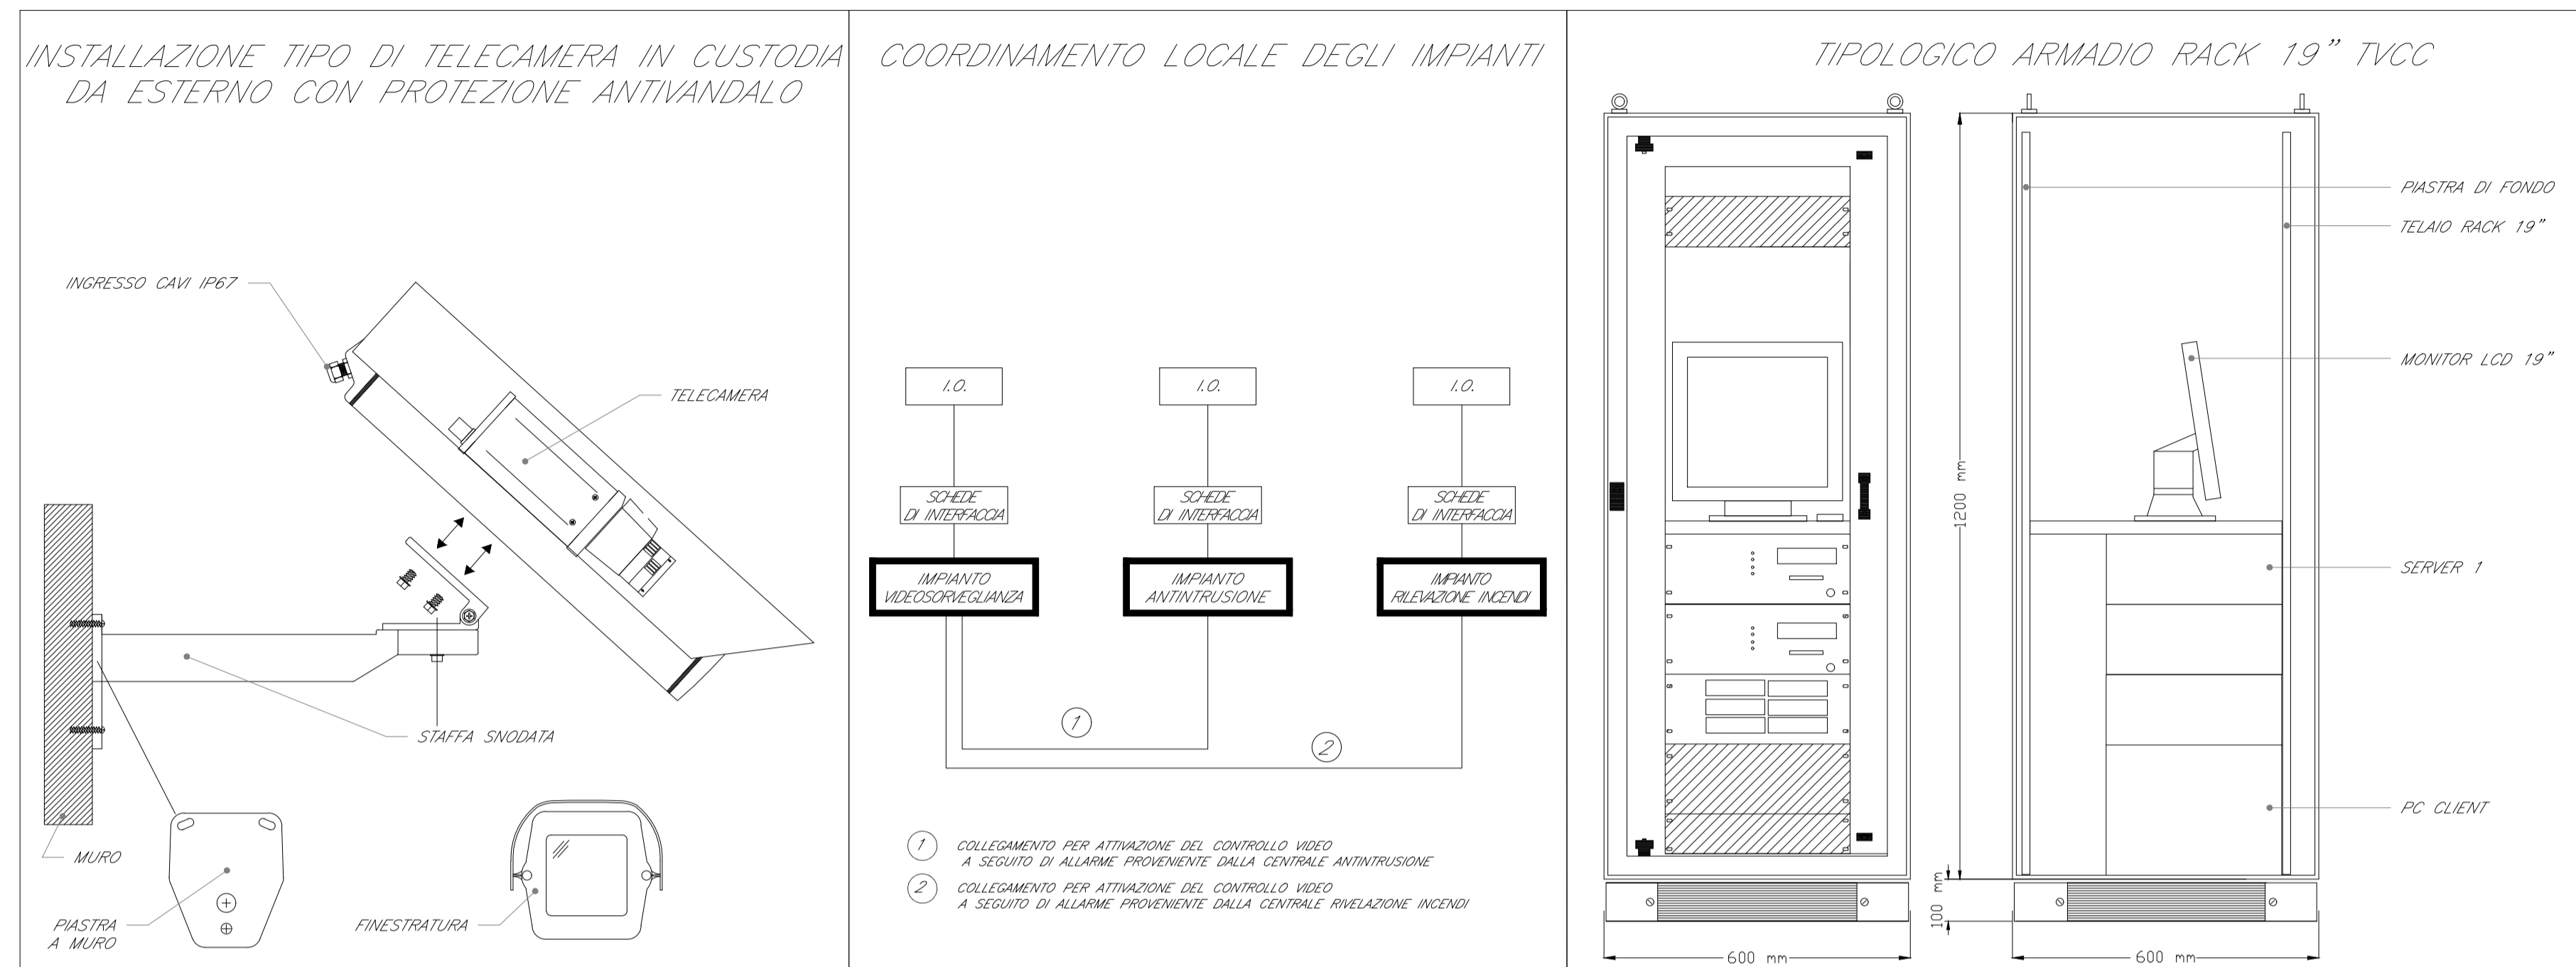 INSTALLAZIONE TIPO DI TELECAMERA IN CUSTODIA
DA ESTERNO CON PROTEZIONE ANTIVANDALO
INGRESSO CAVI IP67
TELECAMERA
STAFFA SNODATA
MURO
PIASTRA
A MURO
FINESTRATURA
COORDINAMENTO LOCALE DEGLI IMPIANTI
I.O.
I.O.
I.O.
SCHEDE
DI INTERFACCIA
SCHEDE
DI INTERFACCIA
SCHEDE
DI INTERFACCIA
IMPIANTO
VIDEOSORVEGLIANZA
IMPIANTO
ANTINTRUSIONE
IMPIANTO
RILEVAZIONE INCENDI
1
2
1 COLLEGAMENTO PER ATTIVAZIONE DEL CONTROLLO VIDEO
A SEGUITO DI ALLARME PROVENIENTE DALLA CENTRALE ANTINTRUSIONE
2 COLLEGAMENTO PER ATTIVAZIONE DEL CONTROLLO VIDEO
A SEGUITO DI ALLARME PROVENIENTE DALLA CENTRALE RIVELAZIONE INCENDI
TIPOLOGICO ARMADIO RACK 19" TVCC
PIASTRA DI FONDO
TELAIO RACK 19"
MONITOR LCD 19"
SERVER 1
PC CLIENT
1200 mm
100 mm
600 mm
600 mm